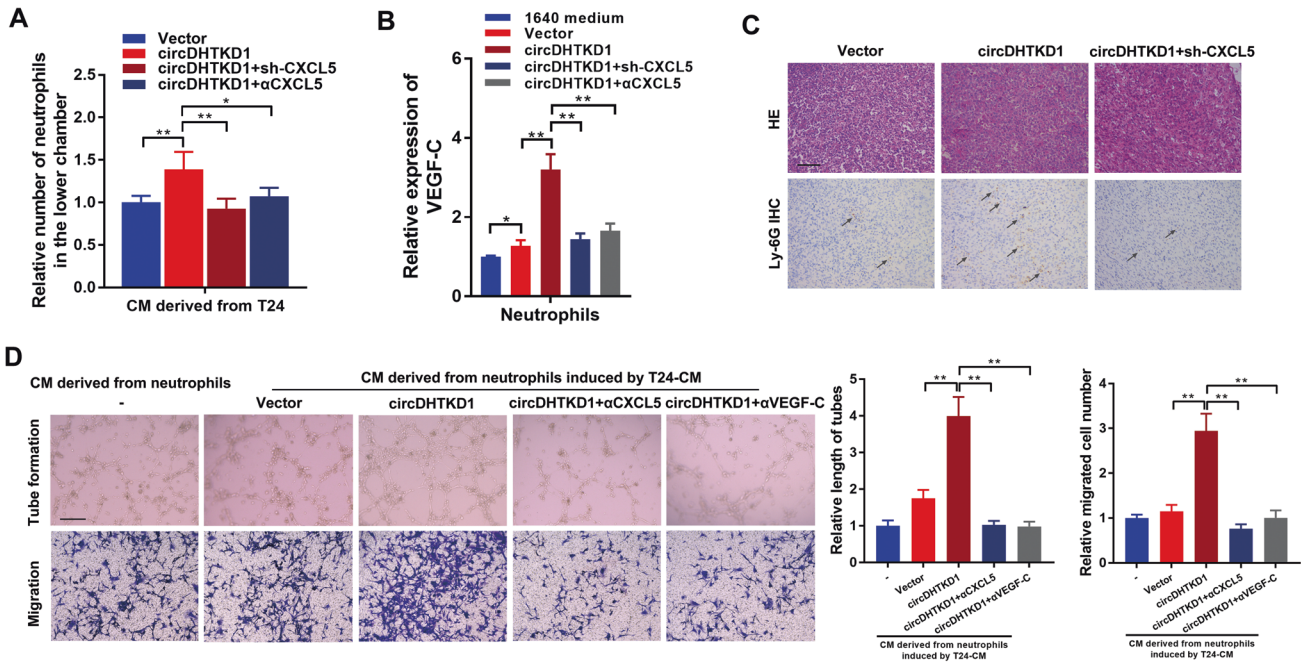 A
Vector
circDHTKD1
circDHTKD1+sh-CXCL5
circDHTKD1+αCXCL5
Relative number of neutrophils
in the lower chamber
2.5
2.0
1.5
1.0
0.5
0.0
**
**
*
CM derived from T24
B
1640 medium
Vector
circDHTKD1
circDHTKD1+sh-CXCL5
circDHTKD1+αCXCL5
Relative expression of
VEGF-C
6
4
2
0
*
**
**
**
Neutrophils
C
Vector
circDHTKD1
circDHTKD1+sh-CXCL5
HE
Ly-6G IHC
D
CM derived from neutrophils
CM derived from neutrophils induced by T24-CM
-
Vector
circDHTKD1
circDHTKD1+αCXCL5
circDHTKD1+αVEGF-C
Tube formation
Migration
Relative length of tubes
5
4
3
2
1
0
**
**
**
-
Vector
circDHTKD1
circDHTKD1+αCXCL5
circDHTKD1+αVEGF-C
CM derived from neutrophils
induced by T24-CM
Relative migrated cell number
4
3
2
1
0
**
**
**
-
Vector
circDHTKD1
circDHTKD1+αCXCL5
circDHTKD1+αVEGF-C
CM derived from neutrophils
induced by T24-CM